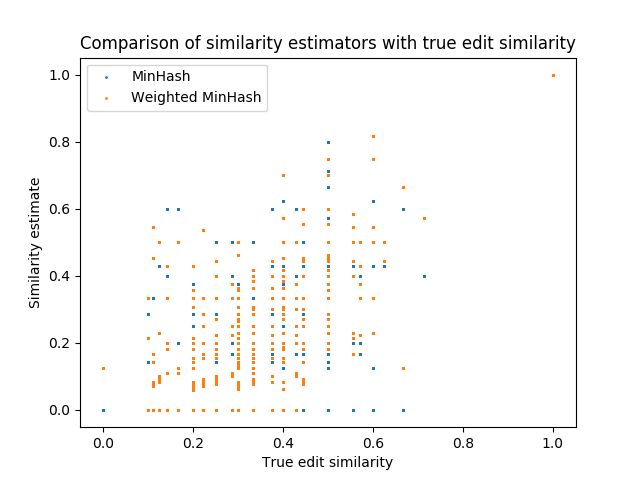 Comparison of similarity estimators with true edit similarity
MinHash
Weighted MinHash
Similarity estimate
1.0
0.8
0.6
0.4
0.2
0.0
0.0 0.2 0.4 0.6 0.8 1.0
True edit similarity